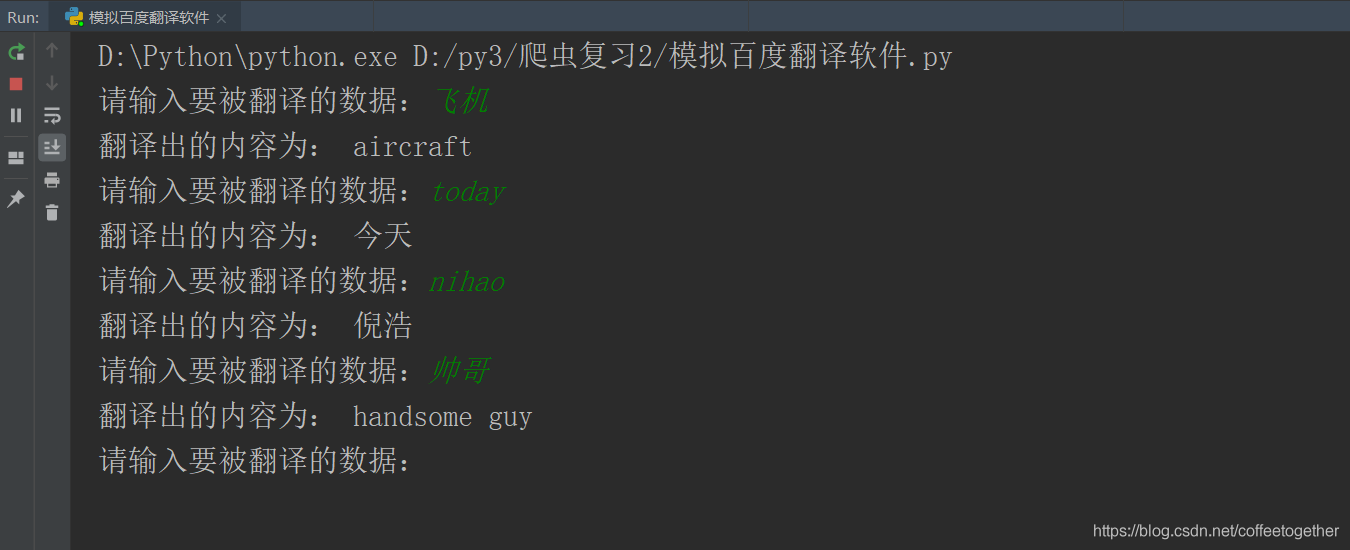 Run: 模拟百度翻译软件
D:\Python\python.exe D:/py3/爬虫复习2/模拟百度翻译软件.py
请输入要被翻译的数据：飞机
翻译出的内容为： aircraft
请输入要被翻译的数据：today
翻译出的内容为： 今天
请输入要被翻译的数据：nihao
翻译出的内容为： 倪浩
请输入要被翻译的数据：帅哥
翻译出的内容为： handsome guy
请输入要被翻译的数据：
https://blog.csdn.net/coffeetogether